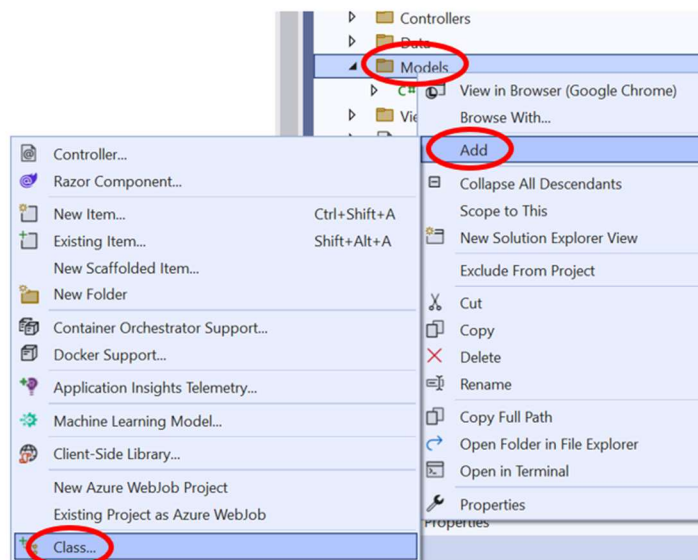 Controllers
Data
Models
C#
View in Browser (Google Chrome)
Browse With...
Add
Collapse All Descendants
Scope to This
New Solution Explorer View
Exclude From Project
Cut
Copy
Delete
Rename
Copy Full Path
Open Folder in File Explorer
Open in Terminal
Properties
Properties
Controller...
Razor Component...
New Item... Ctrl+Shift+A
Existing Item... Shift+Alt+A
New Scaffolded Item...
New Folder
Container Orchestrator Support...
Docker Support...
Application Insights Telemetry...
Machine Learning Model...
Client-Side Library...
New Azure WebJob Project
Existing Project as Azure WebJob
Class...